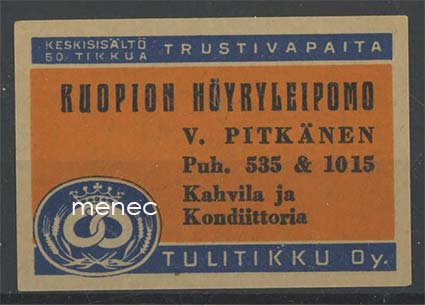 KESKISISÄLTÖ
50 TIKKUA
TRUSTIVAPAITA
KUOPION HÖYRYLEIPOMO
V. PITKÄNEN
Puh. 535 & 1015
Kahvila ja
Kondiittoria
menec
TULITIKKU Oy.